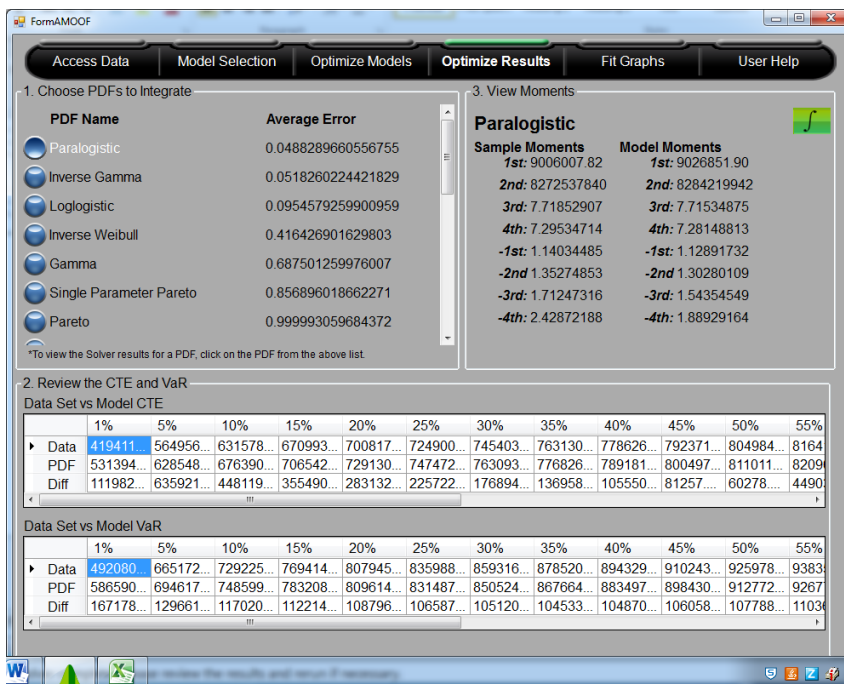 FormAMOOF
Access Data Model Selection Optimize Models Optimize Results Fit Graphs User Help
1. Choose PDFs to Integrate
PDF Name Average Error
Paralogistic 0.0488289660556755
Inverse Gamma 0.0518260224421829
Loglogistic 0.0954579259900959
Inverse Weibull 0.416426901629803
Gamma 0.687501259976007
Single Parameter Pareto 0.856896018662271
Pareto 0.999993059684372
*To view the Solver results for a PDF, click on the PDF from the above list.
3. View Moments
Paralogistic
Sample Moments Model Moments
1st: 9006007.82 1st: 9026851.90
2nd: 8272537840 2nd: 8284219942
3rd: 7.71852907 3rd: 7.71534875
4th: 7.29534714 4th: 7.28148813
-1st: 1.14034485 -1st: 1.12891732
-2nd 1.35274853 -2nd 1.30280109
-3rd: 1.71247316 -3rd: 1.54354549
-4th: 2.42872188 -4th: 1.88929164
2. Review the CTE and VaR
Data Set vs Model CTE
1% 5% 10% 15% 20% 25% 30% 35% 40% 45% 50% 55%
Data 419411... 564956... 631578... 670993... 700817... 724900... 745403... 763130... 778626... 792371... 804984... 8164
PDF 531394... 628548... 676390... 706542... 729130... 747472... 763093... 776826... 789181... 800497... 811011... 8209
Diff 111982... 635921... 448119... 355490... 283132... 225722... 176894... 136958... 105550... 81257.... 60278.... 4490
Data Set vs Model VaR
1% 5% 10% 15% 20% 25% 30% 35% 40% 45% 50% 55%
Data 492080... 665172... 729225... 769414... 807945... 835988... 859316... 878520... 894329... 910243... 925978... 9383
PDF 586590... 694617... 748599... 783208... 809614... 831487... 850524... 867664... 883497... 898430... 912772... 9267
Diff 167178... 129661... 117020... 112214... 108796... 106587... 105120... 104533... 104870... 106058... 107788... 1103
review the results and rerun if necessary